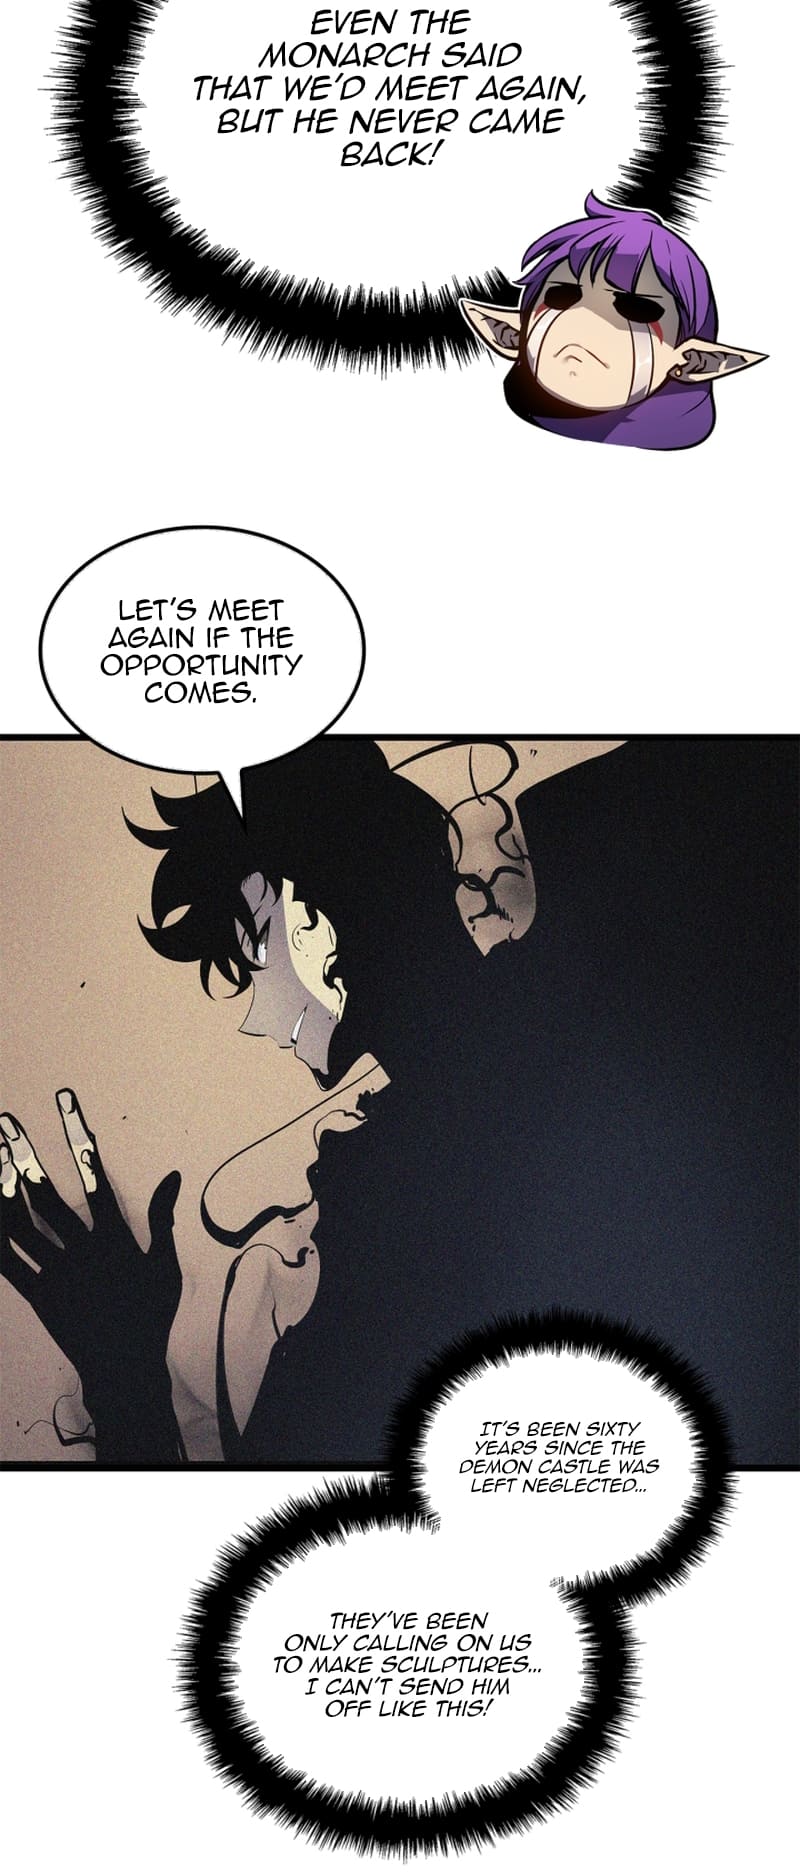 EVEN THE
MONARCH SAID
THAT WE'D MEET AGAIN,
BUT HE NEVER CAME
BACK!
LET'S MEET
AGAIN IF THE
OPPORTUNITY
COMES.
IT'S BEEN SIXTY
YEARS SINCE THE
DEMON CASTLE WAS
LEFT NEGLECTED...
THEY'VE BEEN
ONLY CALLING ON US
TO MAKE SCULPTURES...
I CAN'T SEND HIM
OFF LIKE THIS!